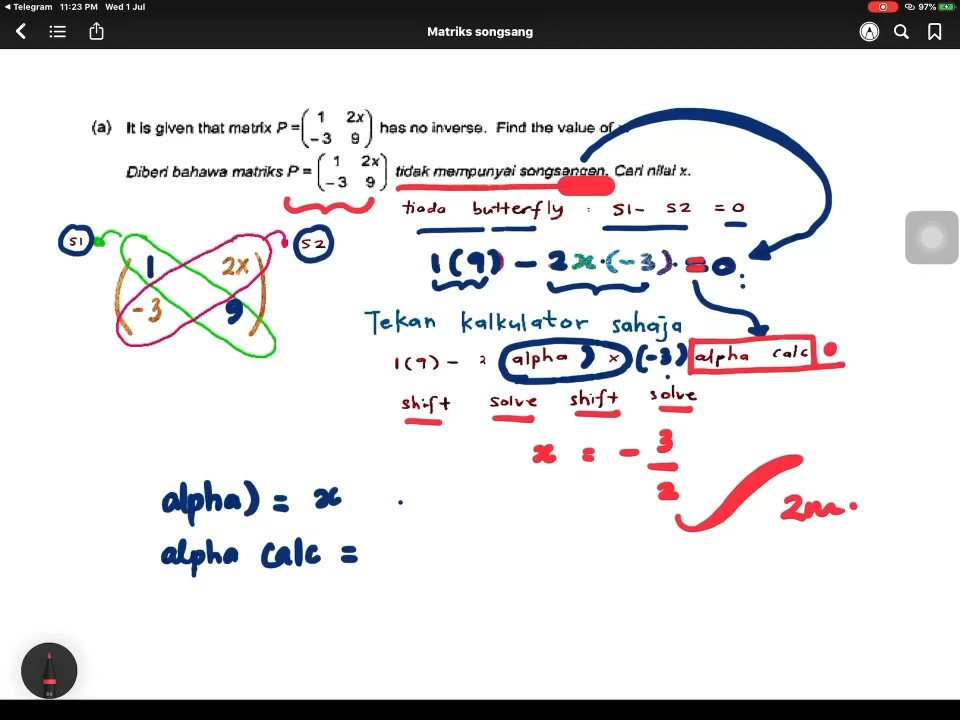 Telegram 11:23 PM Wed 1 Jul 97%
Matriks songsang
(a) It is given that matrix P = ( 1 2x -3 9 ) has no inverse. Find the value of
Diberi bahawa matriks P = ( 1 2x -3 9 ) tidak mempunyai songsangan. Cari nilai x.
tiada butterfly : S1 - S2 = 0
S1 S2
1 2x
-3 9
1(9) - 2x·(-3) = 0
Tekan kalkulator sahaja
1(9) - 2 alpha ) x (-3) alpha calc 0
shift solve shift solve
x = - 3/2
2m.
alpha) = x
alpha calc =